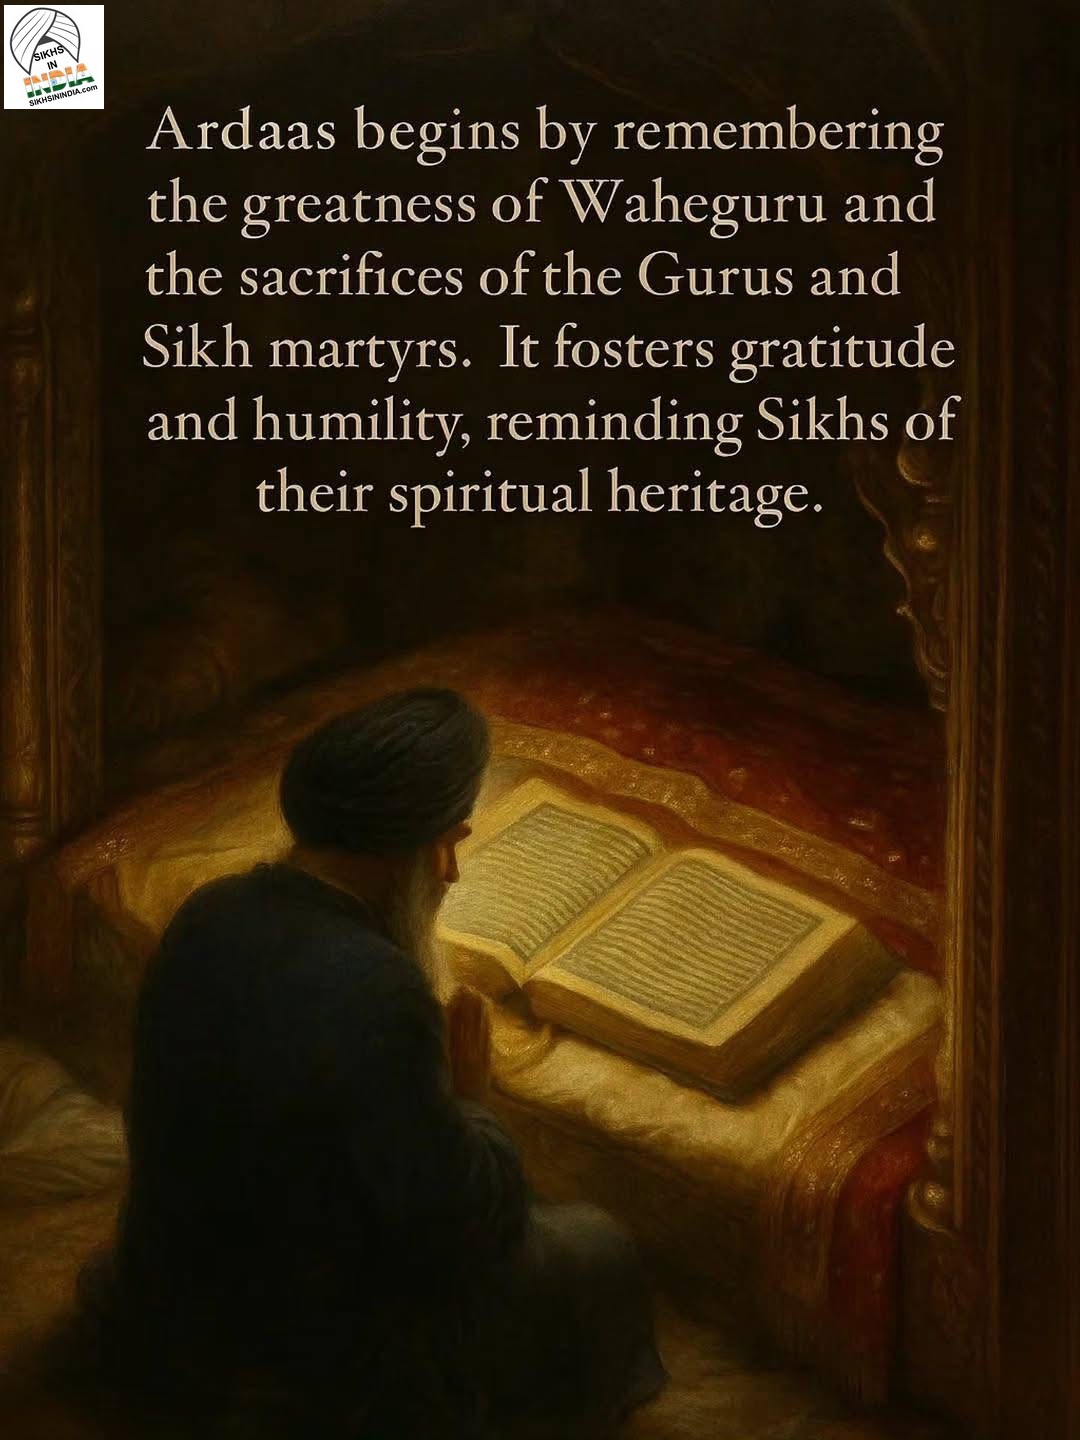 SIKHS
IN
INDIA
SIKHSININDIA.com
Ardaas begins by remembering
the greatness of Waheguru and
the sacrifices of the Gurus and
Sikh martyrs. It fosters gratitude
and humility, reminding Sikhs of
their spiritual heritage.